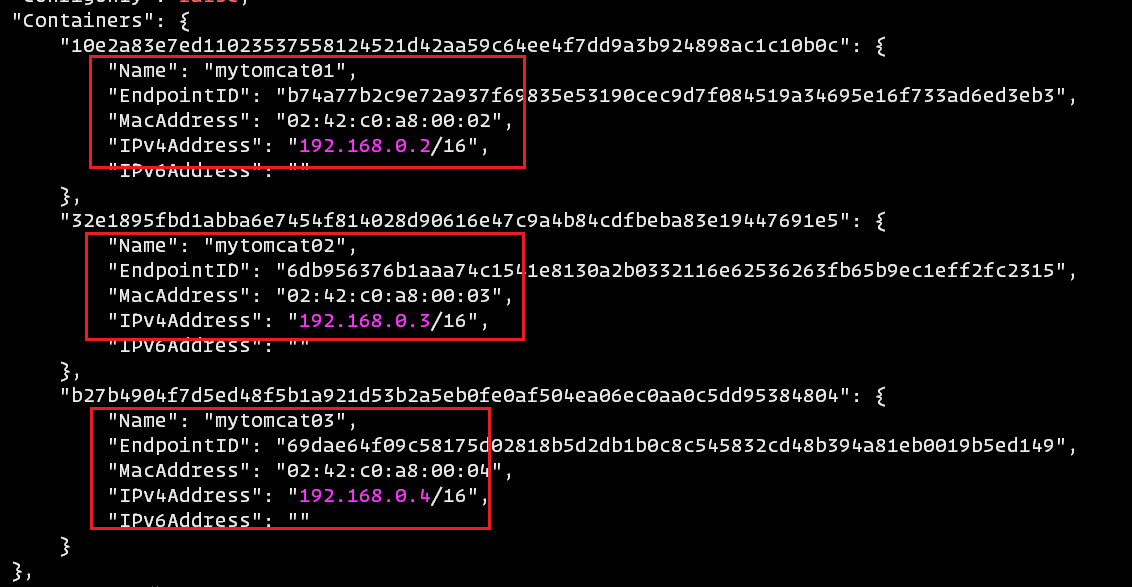 "Containers": {
"10e2a83e7ed11023537558124521d42aa59c64ee4f7dd9a3b924898ac1c10b0c": {
"Name": "mytomcat01",
"EndpointID": "b74a77b2c9e72a937f69835e53190cec9d7f084519a34695e16f733ad6ed3eb3",
"MacAddress": "02:42:c0:a8:00:02",
"IPv4Address": "192.168.0.2/16",
"IPv6Address": ""
},
"32e1895fbd1abba6e7454f814028d90616e47c9a4b84cdfbeba83e19447691e5": {
"Name": "mytomcat02",
"EndpointID": "6db956376b1aaa74c1541e8130a2b0332116e62536263fb65b9ec1eff2fc2315",
"MacAddress": "02:42:c0:a8:00:03",
"IPv4Address": "192.168.0.3/16",
"IPv6Address": ""
},
"b27b4904f7d5ed48f5b1a921d53b2a5eb0fe0af504ea06ec0aa0c5dd95384804": {
"Name": "mytomcat03",
"EndpointID": "69dae64f09c58175d02818b5d2db1b0c8c545832cd48b394a81eb0019b5ed149",
"MacAddress": "02:42:c0:a8:00:04",
"IPv4Address": "192.168.0.4/16",
"IPv6Address": ""
}
},